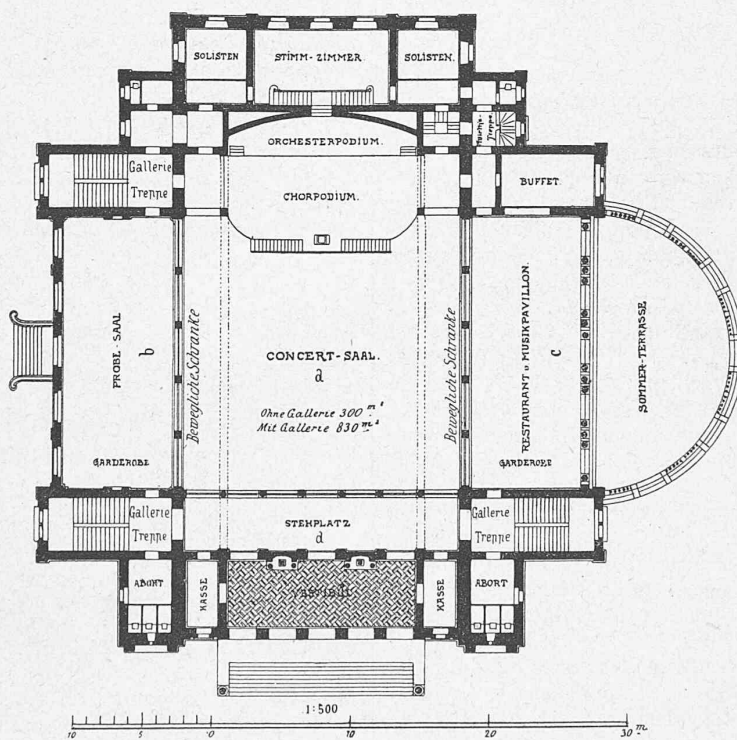 SOLISTEN
STIMM-ZIMMER.
SOLISTEN.
ORCHESTERPODIUM.
Treppe.
Gallerie
Treppe
CHORPODIUM.
BUFFET.
PROBE-SAAL
b
Bewegliche Schranke
CONCERT-SAAL.
a
Ohne Gallerie 300 m²
Mit Gallerie 830 m²
Bewegliche Schranke
RESTAURANT u. MUSIKPAVILLON.
c
SOMMER-TERRASSE
GARDEROBE
GARDEROBE
Gallerie
Treppe
STEHPLATZ
d
Gallerie
Treppe
ABORT
KASSE
Vestibul
KASSE
ABORT
1:500
10 5 0 10 20 30 m.